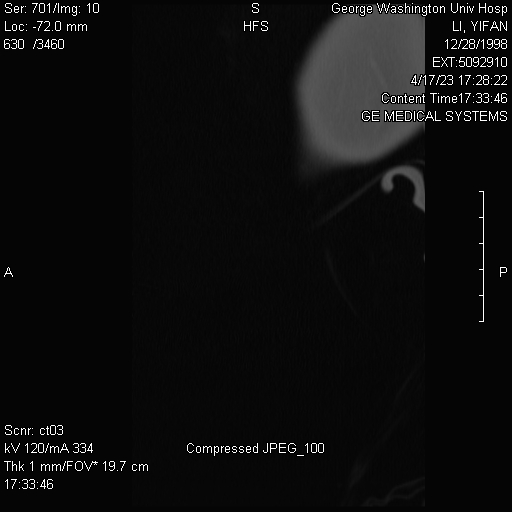 Ser: 701/Img: 10
Loc: -72.0 mm
630 /3460
S
HFS
George Washington Univ Hosp
LI, YIFAN
12/28/1998
EXT:5092910
4/17/23 17:28:22
Content Time17:33:46
GE MEDICAL SYSTEMS
A
P
Scnr: ct03
kV 120/mA 334
Thk 1 mm/FOV* 19.7 cm
17:33:46
Compressed JPEG_100